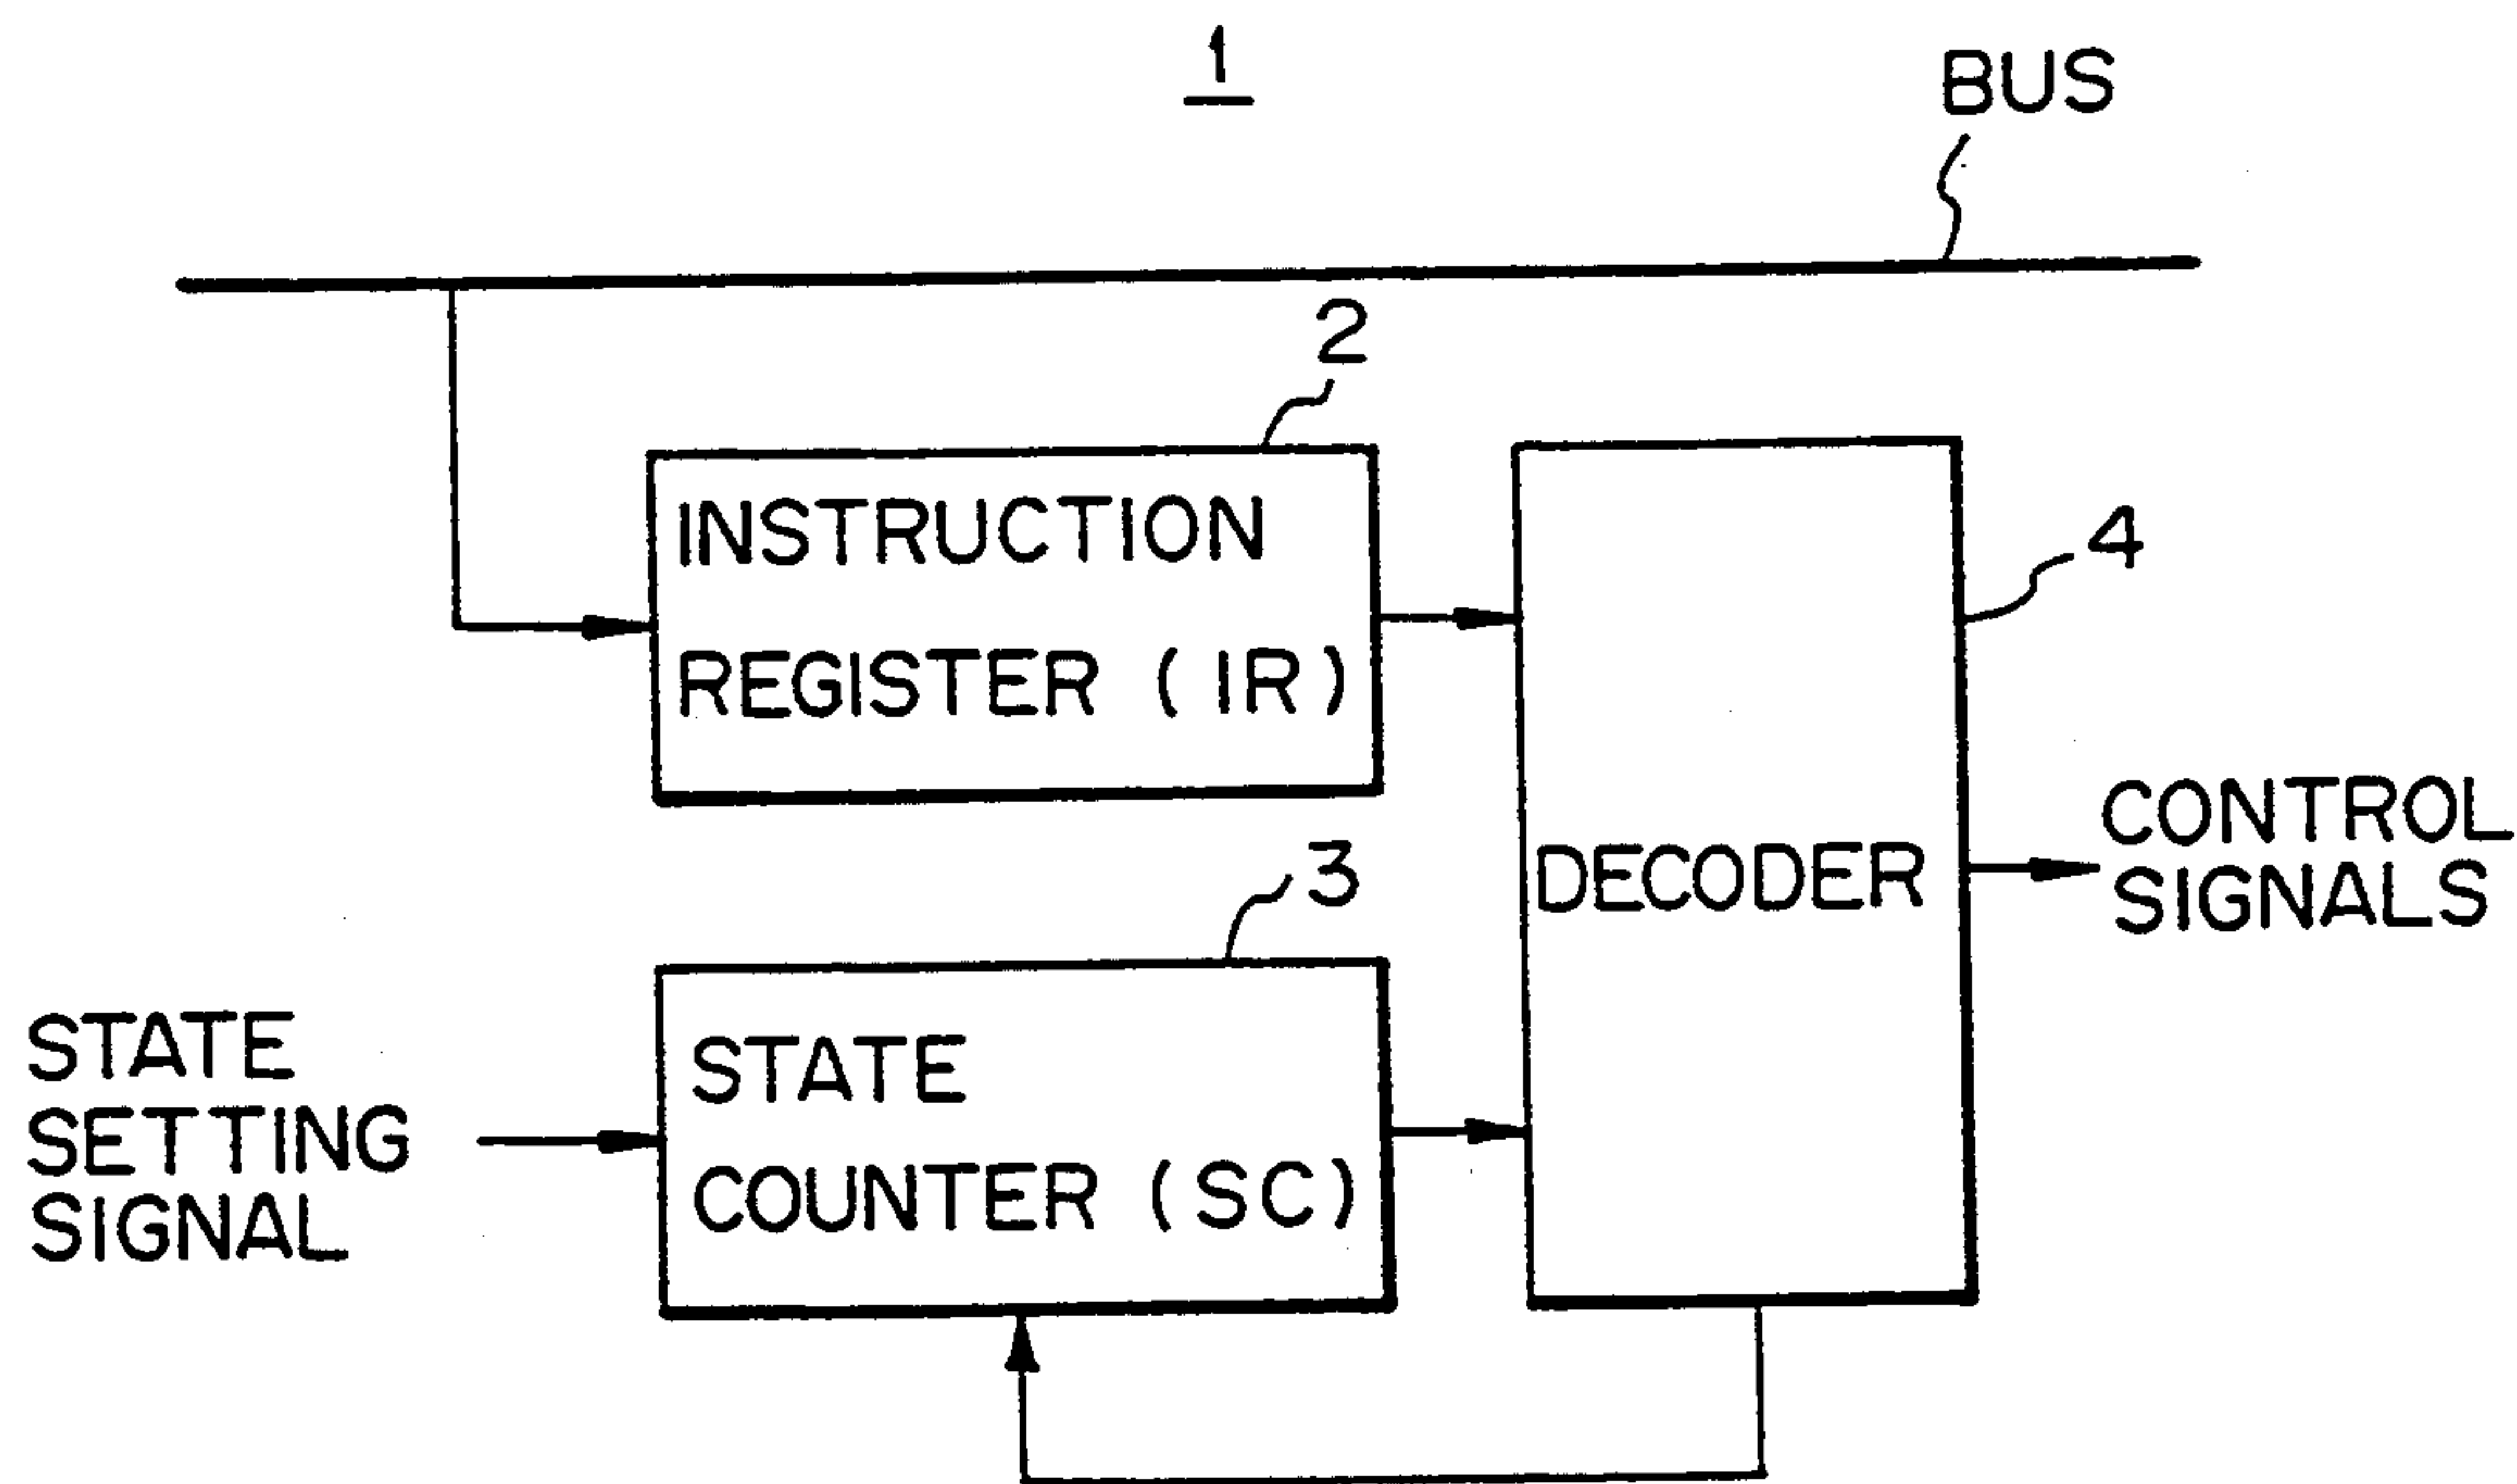 1
BUS
2
INSTRUCTION
REGISTER (IR)
4
DECODER
CONTROL
SIGNALS
3
STATE
COUNTER (SC)
STATE
SETTING
SIGNAL